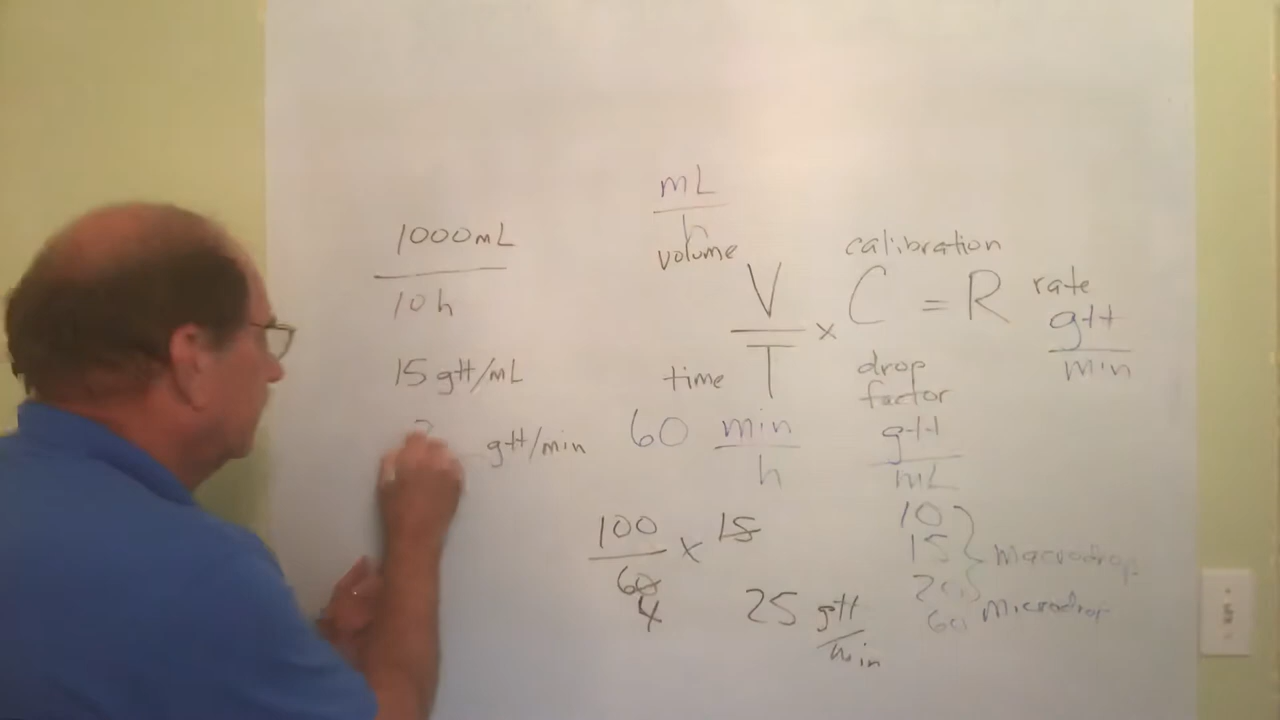 1000mL
10h
15 gtt/mL
gtt/min
mL
h
volume
V
T
time
60 min
h
x
calibration
C = R rate
gtt
min
drop
factor
gtt
mL
10
15 macrodrop
20
60 microdrop
100 x 15
60
4
25 gtt
min